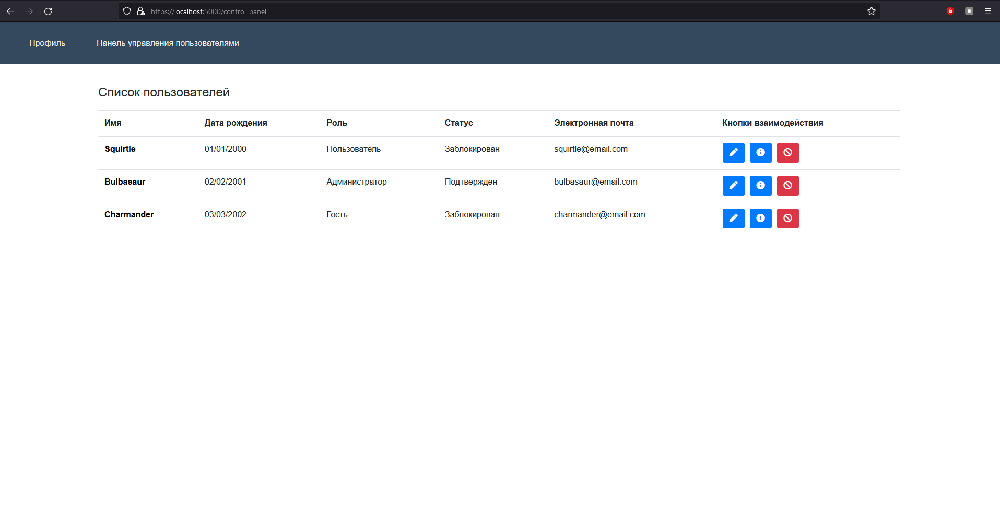 https://localhost:5000/control_panel
Профиль Панель управления пользователями
Список пользователей
Имя Дата рождения Роль Статус Электронная почта Кнопки взаимодействия
Squirtle 01/01/2000 Пользователь Заблокирован squirtle@email.com
Bulbasaur 02/02/2001 Администратор Подтвержден bulbasaur@email.com
Charmander 03/03/2002 Гость Заблокирован charmander@email.com